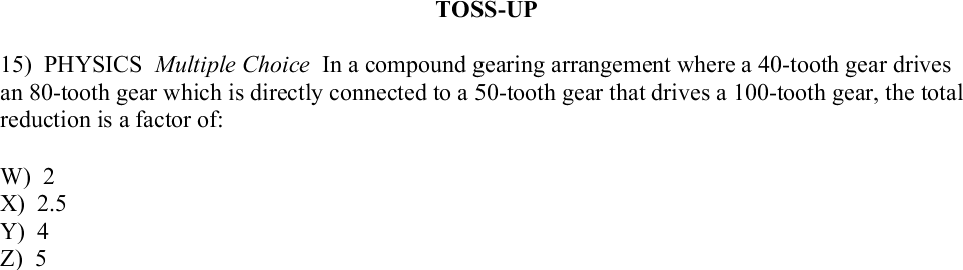 TOSS-UP
15) PHYSICS Multiple Choice In a compound gearing arrangement where a 40-tooth gear drives
an 80-tooth gear which is directly connected to a 50-tooth gear that drives a 100-tooth gear, the total
reduction is a factor of:
W) 2
X) 2.5
Y) 4
Z) 5